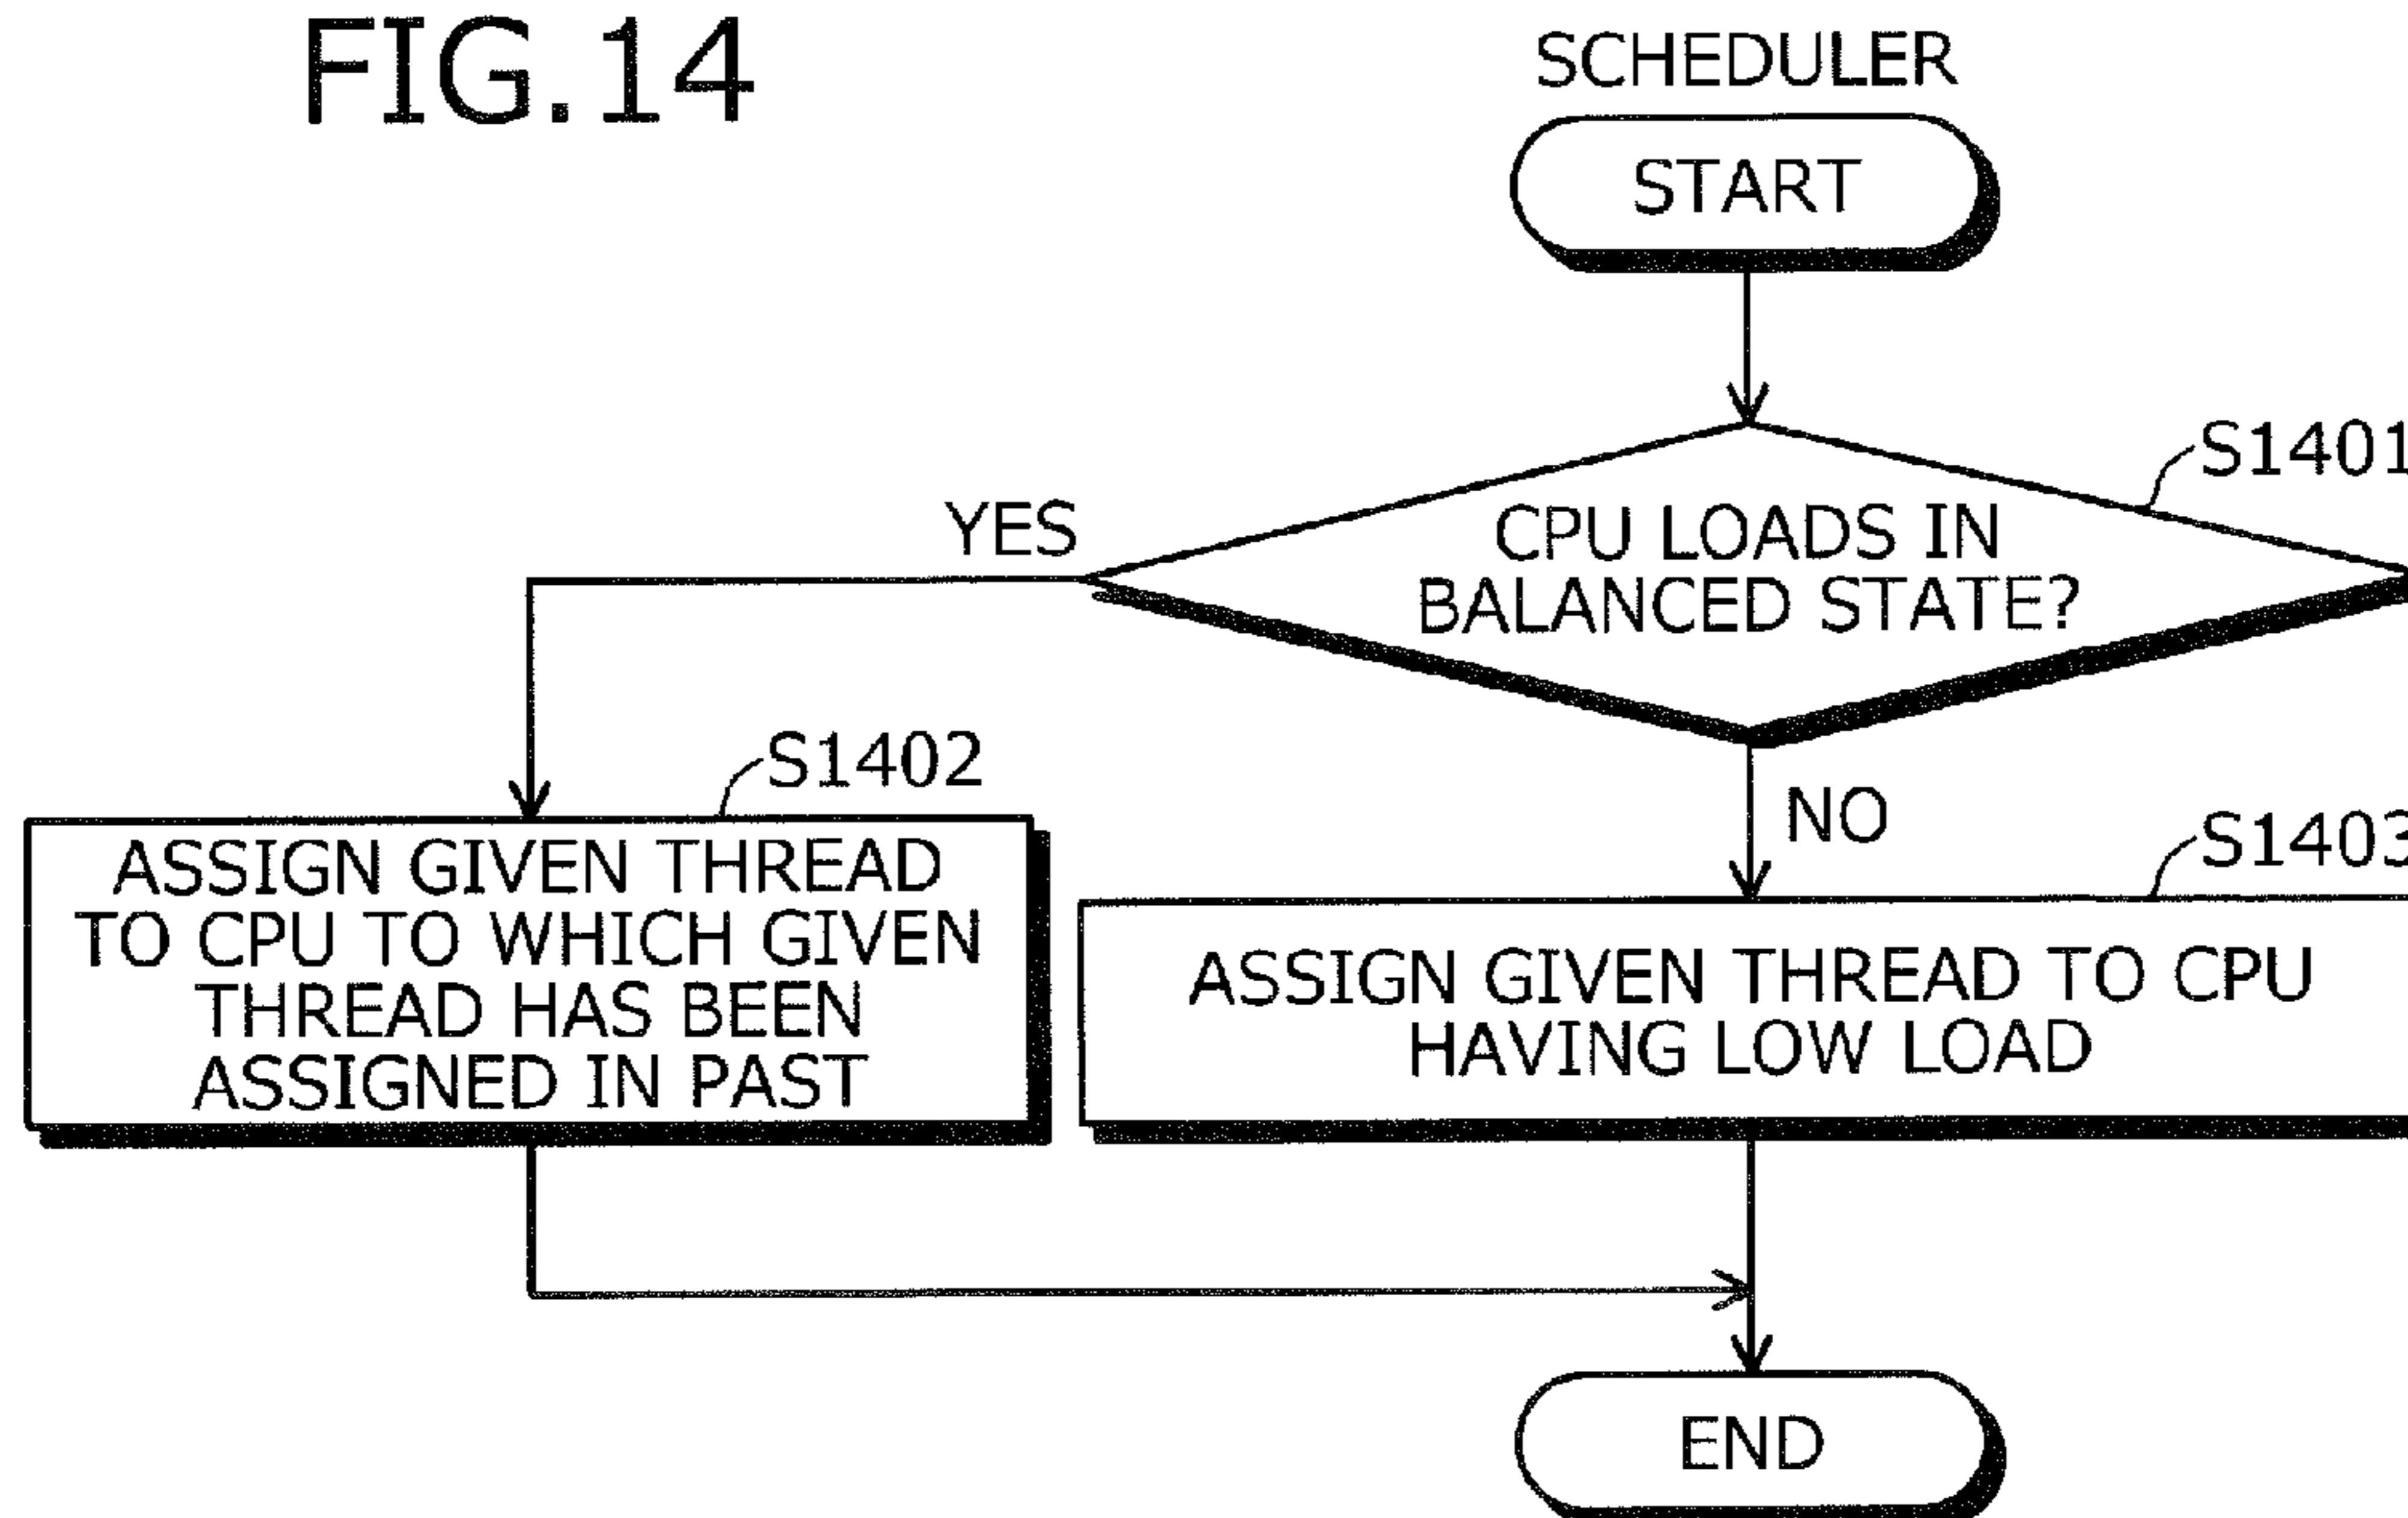 FIG.14
SCHEDULER
START
S1401
CPU LOADS IN
BALANCED STATE?
YES
NO
S1402
ASSIGN GIVEN THREAD
TO CPU TO WHICH GIVEN
THREAD HAS BEEN
ASSIGNED IN PAST
S1403
ASSIGN GIVEN THREAD TO CPU
HAVING LOW LOAD
END